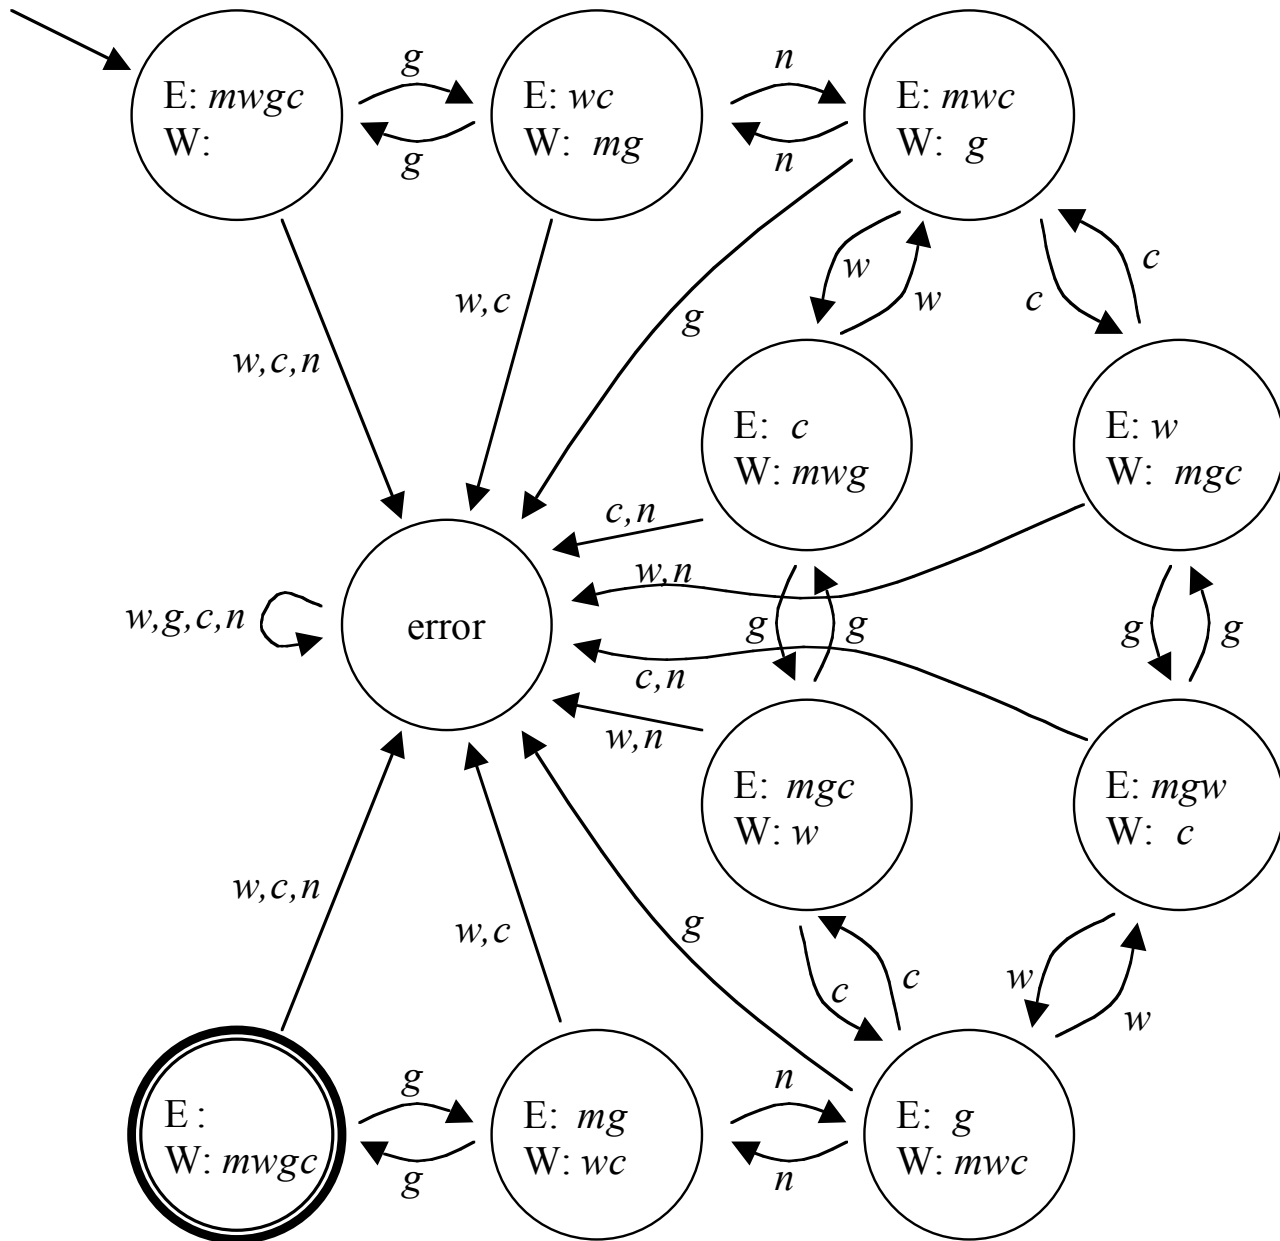 g
n
E: mwgc
W:
E: wc
W: mg
E: mwc
W: g
g
n
w
c
w
c
w,c
g
w,c,n
E: c
W: mwg
E: w
W: mgc
c,n
w,n
w,g,c,n
error
g
g
g
g
c,n
w,n
E: mgc
W: w
E: mgw
W: c
w,c,n
w,c
g
c
c
w
w
g
n
E :
W: mwgc
E: mg
W: wc
E: g
W: mwc
g
n